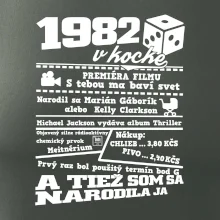 1982
v kocke
PREMIÉRA FILMU
S tebou ma baví svet
Narodil sa Marián Gáborík
alebo Kelly Clarkson
Michael Jackson vydáva album Thriller
Objavený silne rádioaktívny
chemický prvok
Meitnérium
Nákup:
CHLIEB ... 3,80 KČS
PIVO ... 2,40 KČS
Prvý raz bol použitý termín bod G
A TIEŽ SOM SA
NARODILA JA